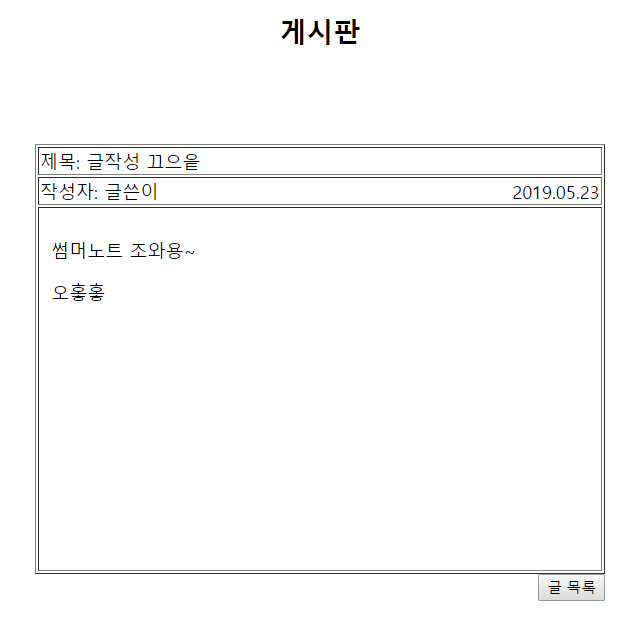 게시판
제목: 글작성 끄으읕
작성자: 글쓴이 2019.05.23
썸머노트 조와용~
오홓홓
글 목록